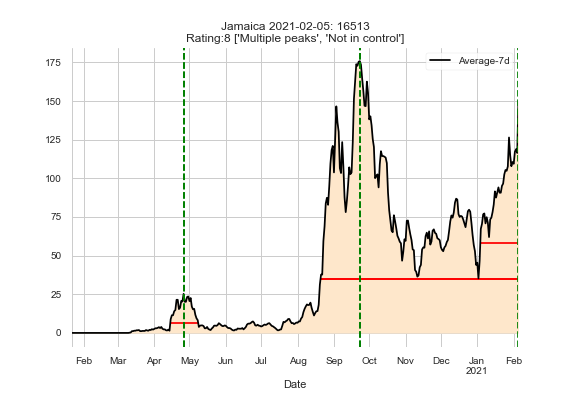 Jamaica 2021-02-05: 16513
Rating:8 ['Multiple peaks', 'Not in control']
Average-7d
175
150
125
100
75
50
25
0
Feb Mar Apr May Jun Jul Aug Sep Oct Nov Dec Jan Feb
2021
Date